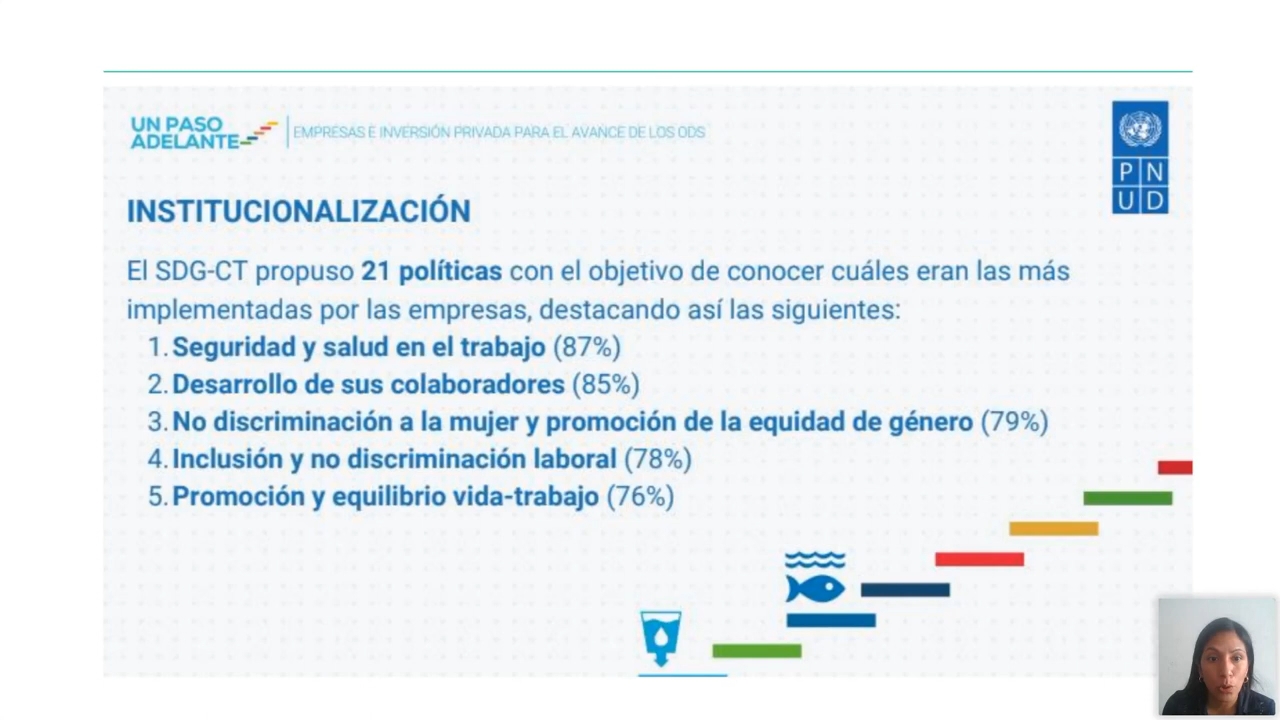 UN PASO
ADELANTE
EMPRESAS E INVERSIÓN PRIVADA PARA EL AVANCE DE LOS ODS
P N
U D
INSTITUCIONALIZACIÓN
El SDG-CT propuso 21 políticas con el objetivo de conocer cuáles eran las más
implementadas por las empresas, destacando así las siguientes:
1. Seguridad y salud en el trabajo (87%)
2. Desarrollo de sus colaboradores (85%)
3. No discriminación a la mujer y promoción de la equidad de género (79%)
4. Inclusión y no discriminación laboral (78%)
5. Promoción y equilibrio vida-trabajo (76%)